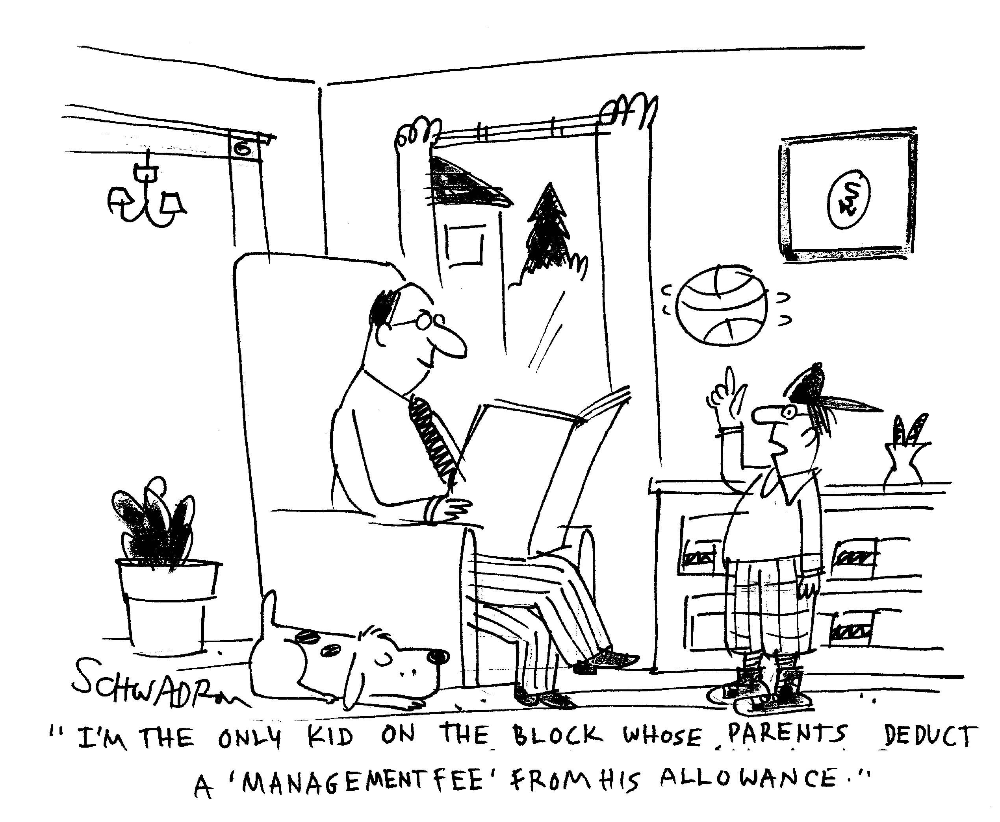 SCHWADRON
"I'M THE ONLY KID ON THE BLOCK WHOSE PARENTS DEDUCT
A 'MANAGEMENT FEE' FROM HIS ALLOWANCE."